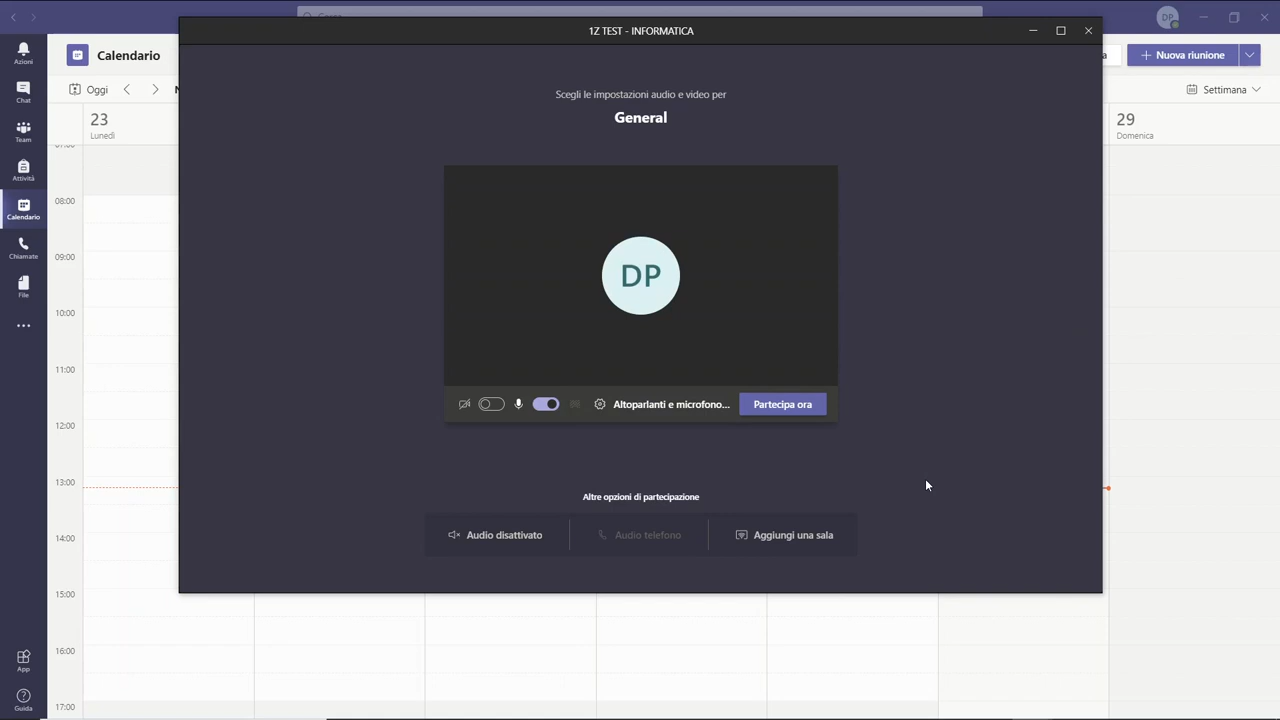 DP
1Z TEST - INFORMATICA
Azioni
Calendario
Nuova riunione
Chat
Oggi
Settimana
Scegli le impostazioni audio e video per
General
23
Lunedì
29
Domenica
Team
Attività
Calendario
Chiamate
File
08:00
09:00
10:00
11:00
12:00
13:00
14:00
15:00
16:00
17:00
DP
Altoparlanti e microfono...
Partecipa ora
Altre opzioni di partecipazione
Audio disattivato
Audio telefono
Aggiungi una sala
App
Guida